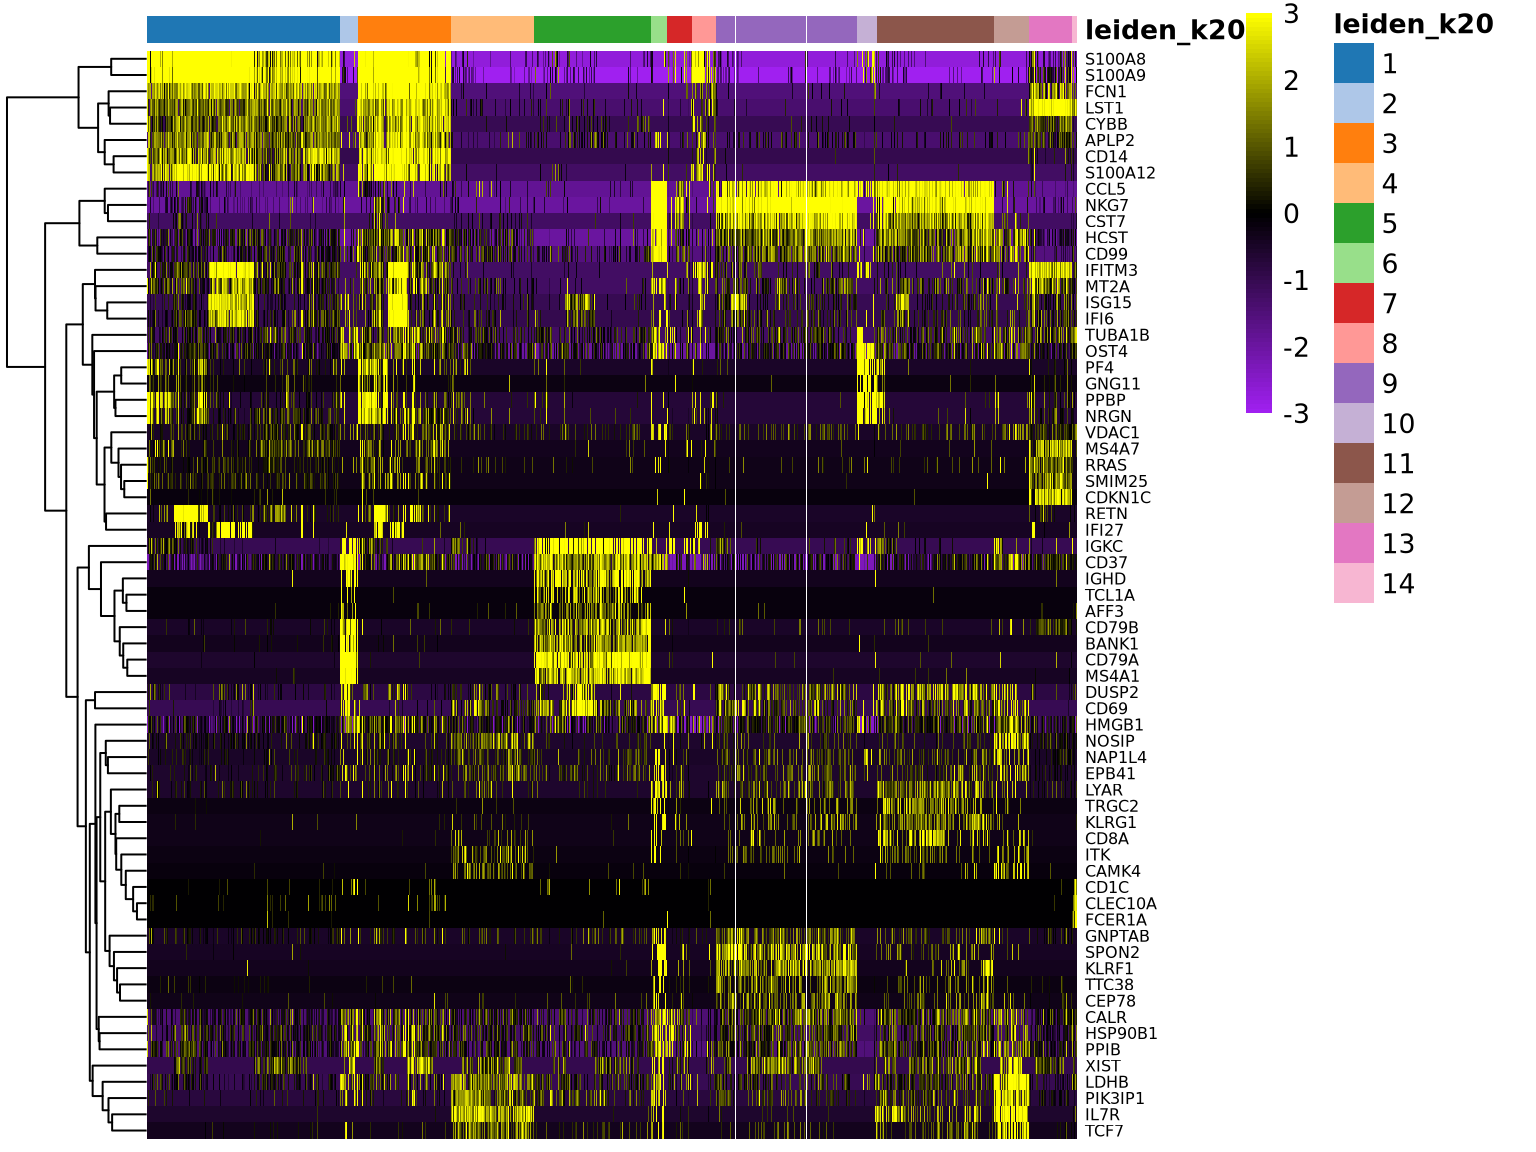 leiden_k20
S100A8
S100A9
FCN1
LST1
CYBB
APLP2
CD14
S100A12
CCL5
NKG7
CST7
HCST
CD99
IFITM3
MT2A
ISG15
IFI6
TUBA1B
OST4
PF4
GNG11
PPBP
NRGN
VDAC1
MS4A7
RRAS
SMIM25
CDKN1C
RETN
IFI27
IGKC
CD37
IGHD
TCL1A
AFF3
CD79B
BANK1
CD79A
MS4A1
DUSP2
CD69
HMGB1
NOSIP
NAP1L4
EPB41
LYAR
TRGC2
KLRG1
CD8A
ITK
CAMK4
CD1C
CLEC10A
FCER1A
GNPTAB
SPON2
KLRF1
TTC38
CEP78
CALR
HSP90B1
PPIB
XIST
LDHB
PIK3IP1
IL7R
TCF7
3
2
1
0
-1
-2
-3
leiden_k20
1
2
3
4
5
6
7
8
9
10
11
12
13
14